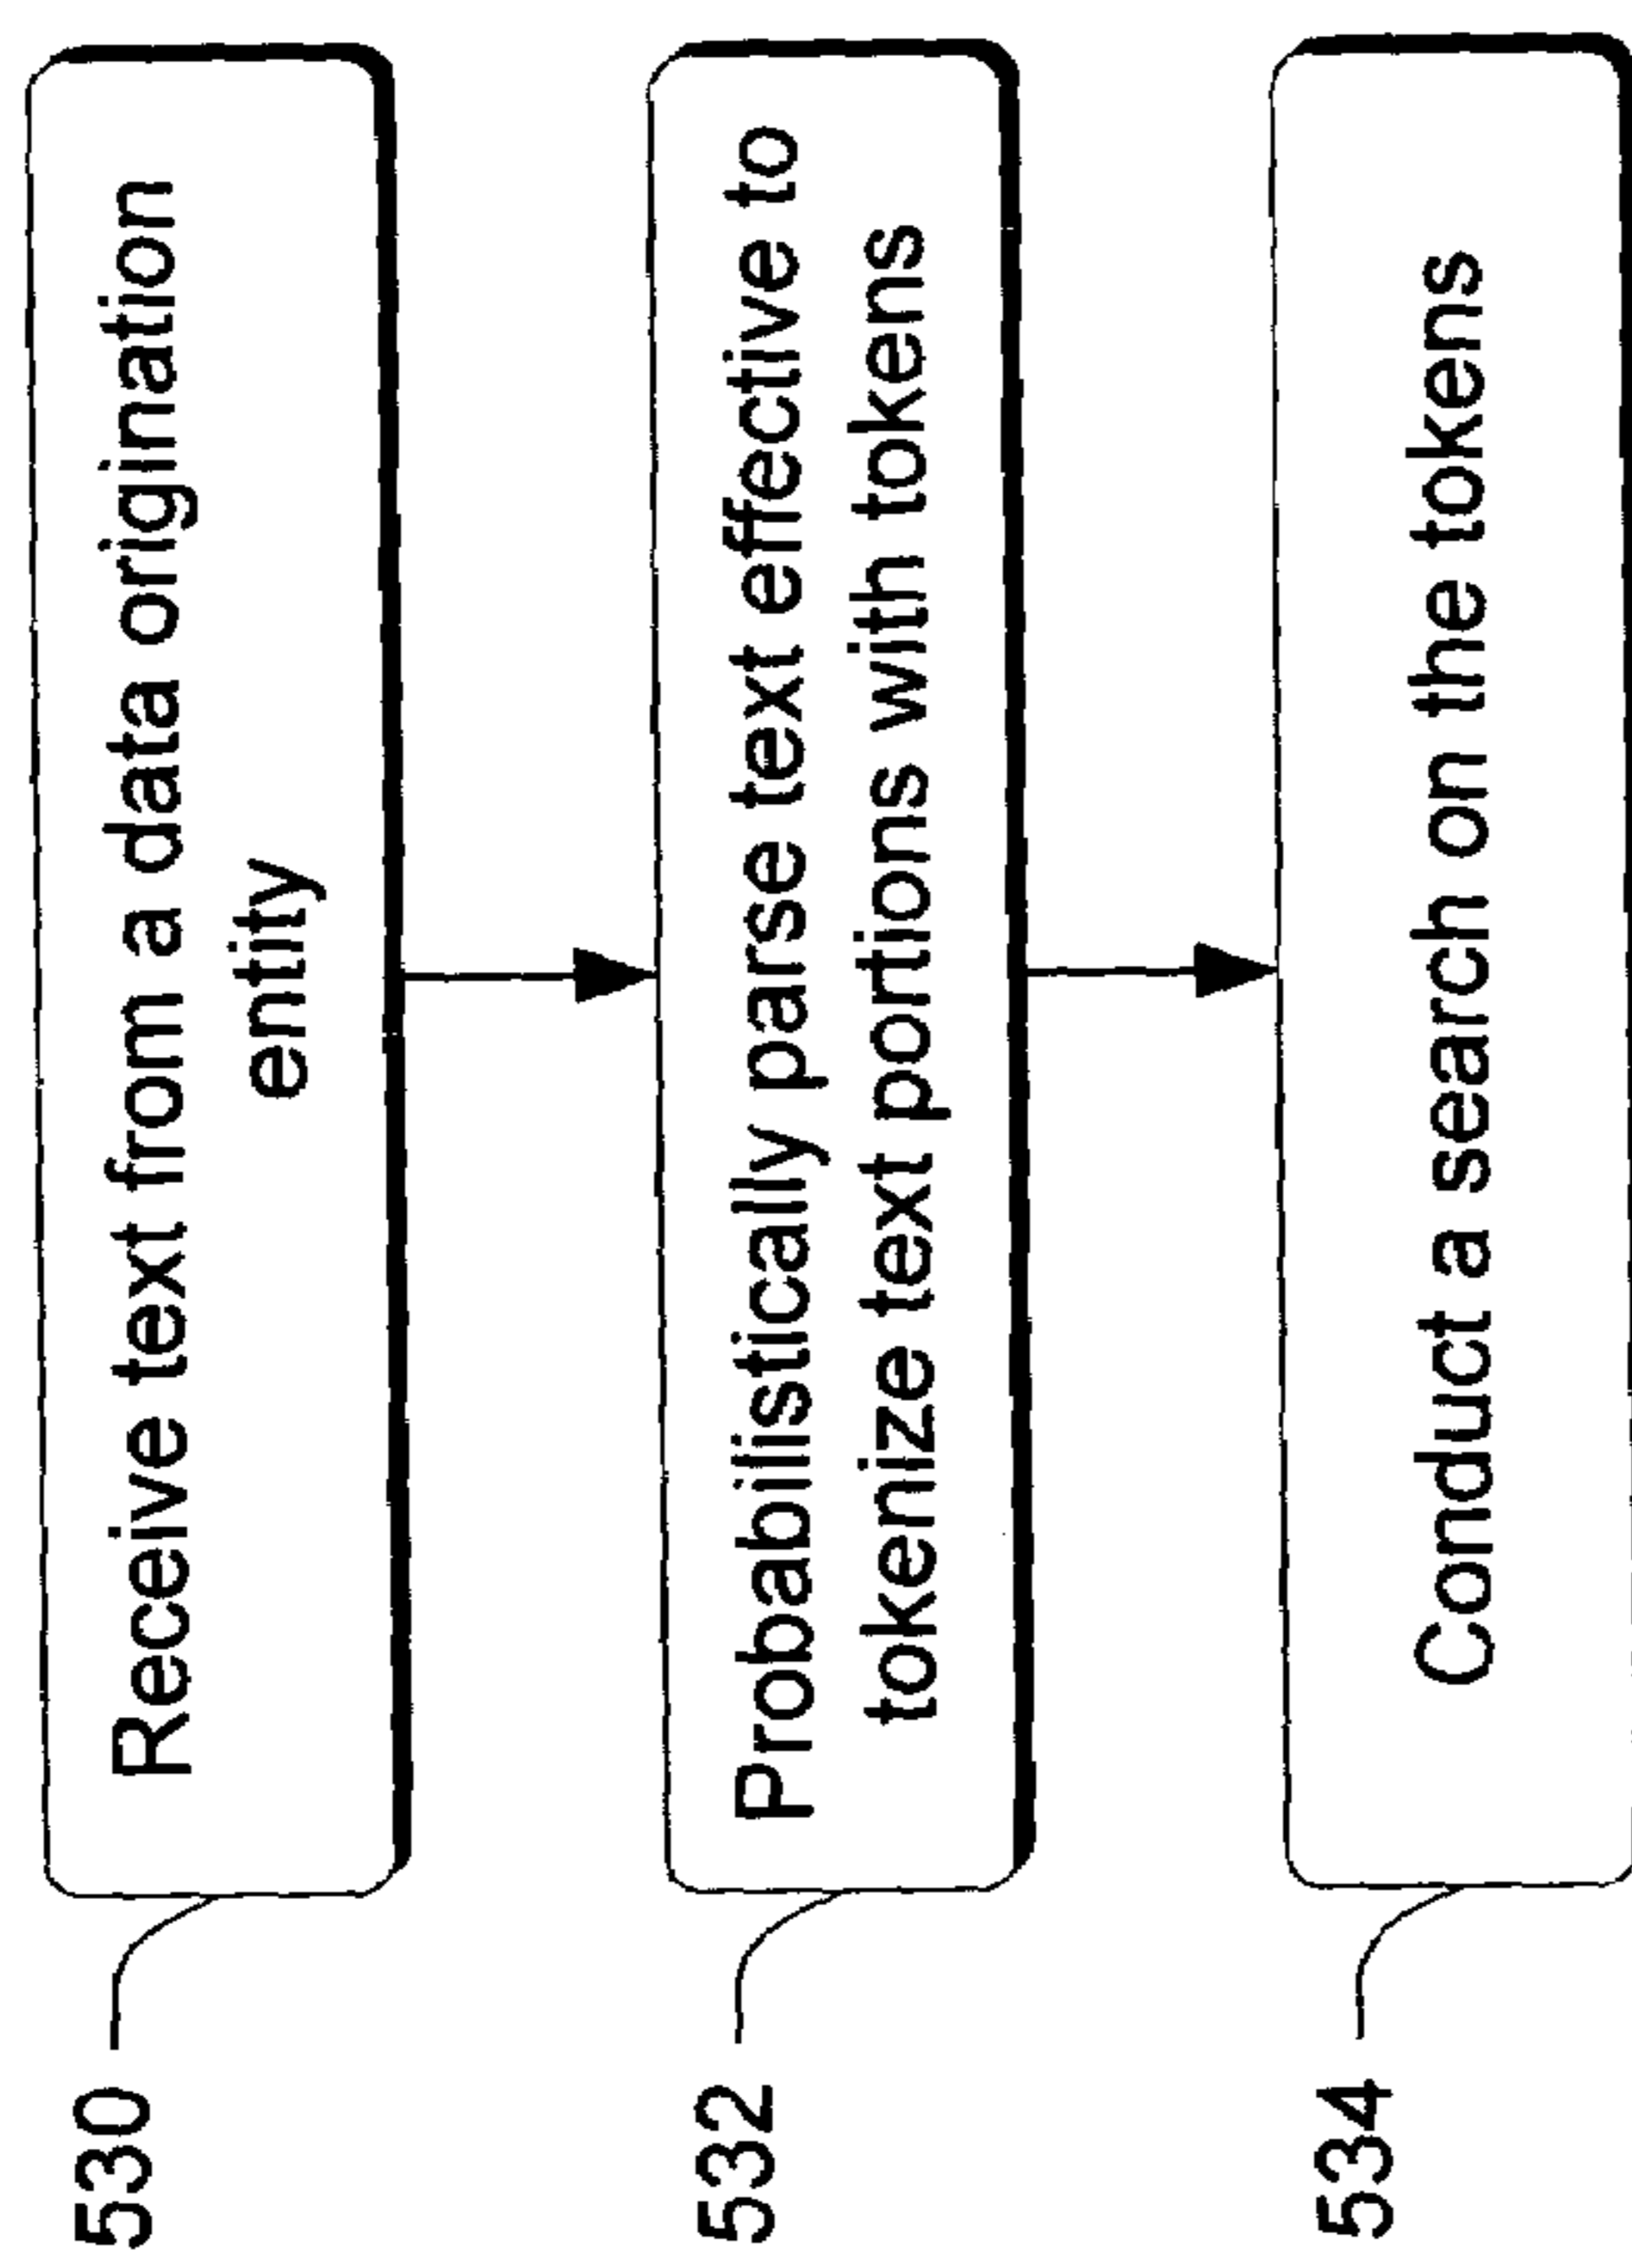 530
Receive text from a data origination
entity
532
Probabilistically parse text effective to
tokenize text portions with tokens
534
Conduct a search on the tokens